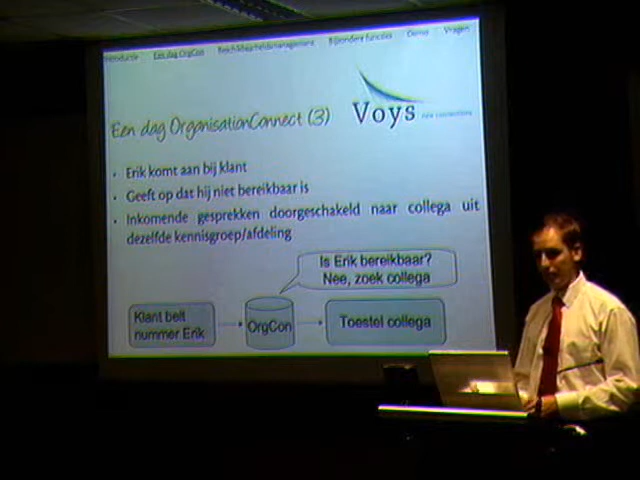 Introductie Een dag OrgCon Beschikbaarheidsmanagement Bijzondere functies Demo Vragen
Een dag OrganisationConnect (3)
Voys
new connections
• Erik komt aan bij klant
• Geeft op dat hij niet bereikbaar is
• Inkomende gesprekken doorgeschakeld naar collega uit
dezelfde kennisgroep/afdeling
Is Erik bereikbaar?
Nee, zoek collega
Klant belt
nummer Erik
OrgCon
Toestel collega